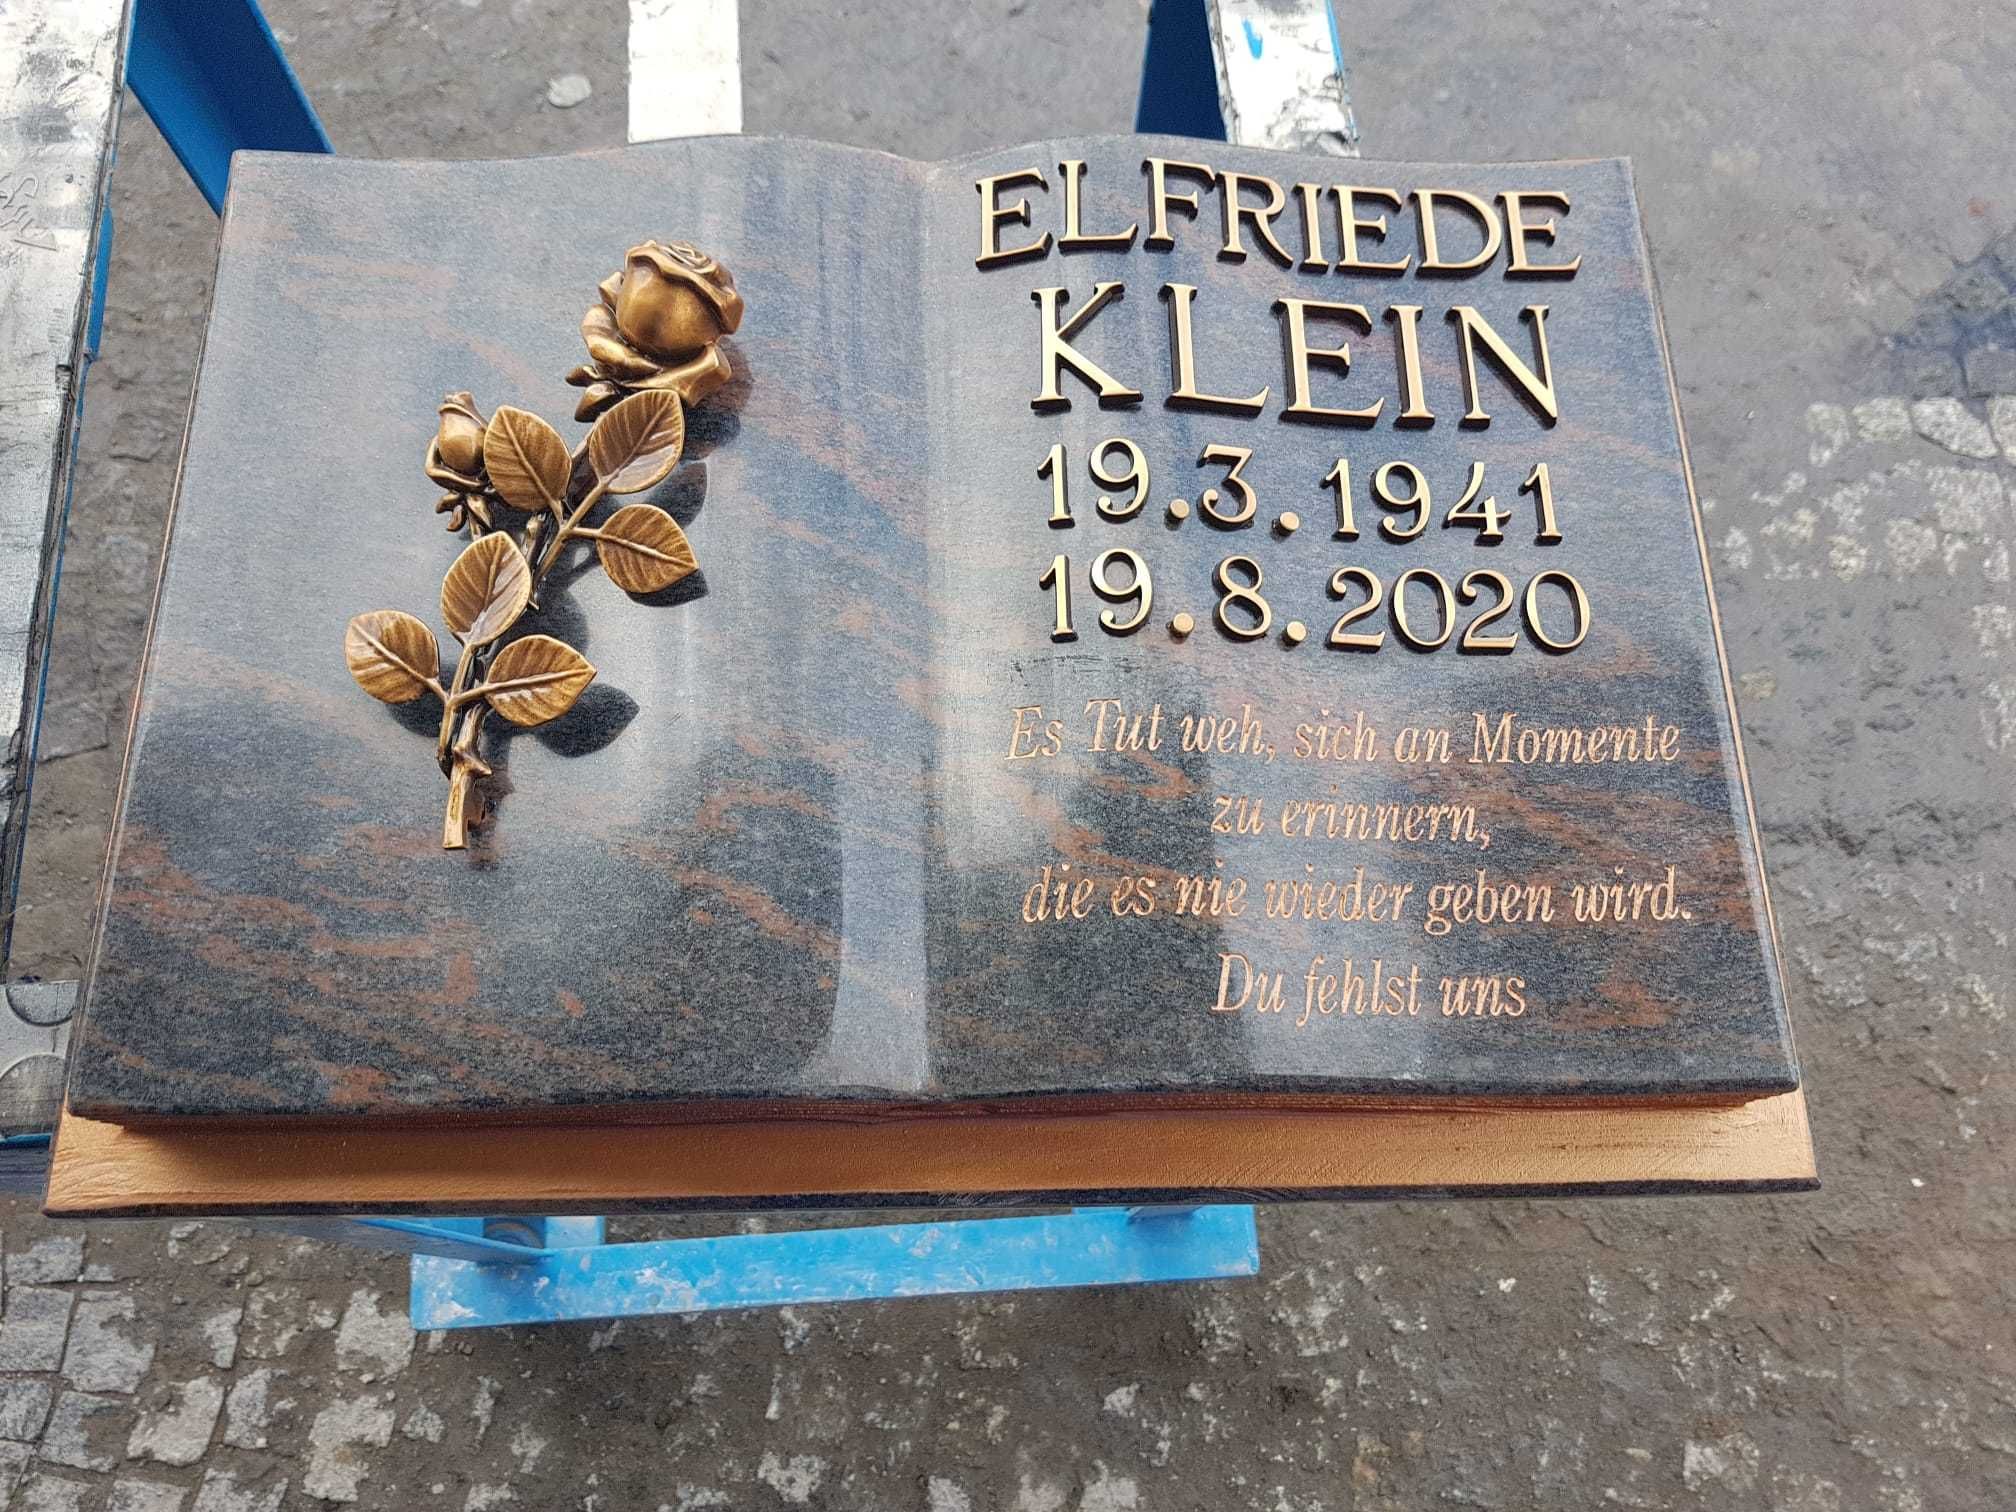 ELFRIEDE
KLEIN
19.3.1941
19.8.2020
Es Tut weh, sich an Momente
zu erinnern,
die es nie wieder geben wird.
Du fehlst uns